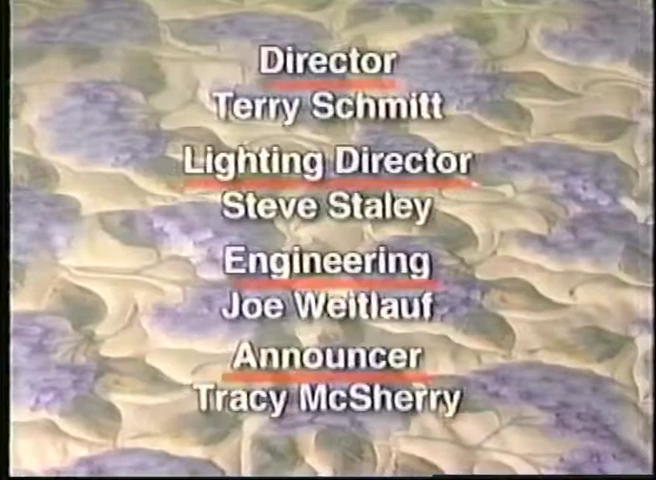 Director
Terry Schmitt
Lighting Director
Steve Staley
Engineering
Joe Weitlauf
Announcer
Tracy McSherry